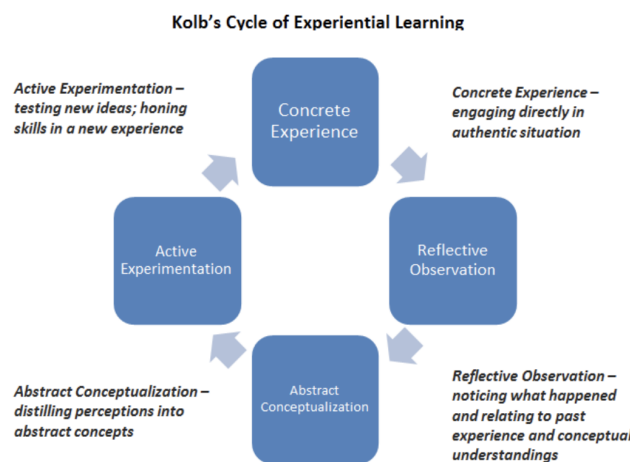 Kolb's Cycle of Experiential Learning
Active Experimentation –
testing new ideas; honing
skills in a new experience
Concrete
Experience
Concrete Experience –
engaging directly in
authentic situation
Active
Experimentation
Reflective
Observation
Abstract Conceptualization –
distilling perceptions into
abstract concepts
Abstract
Conceptualization
Reflective Observation –
noticing what happened
and relating to past
experience and conceptual
understandings